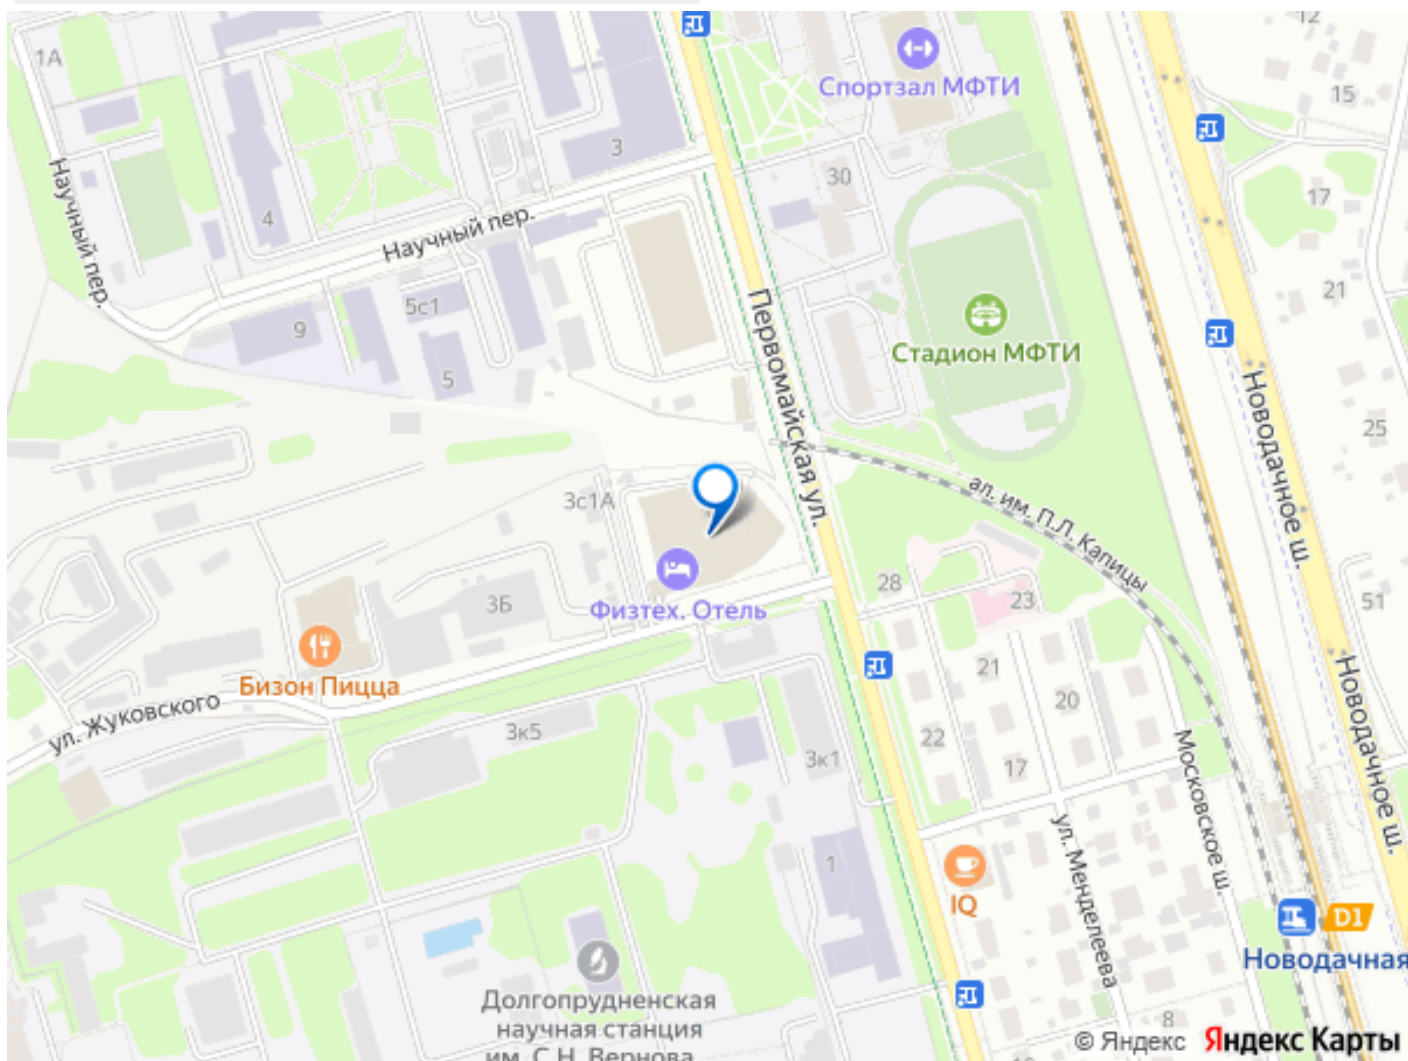 1А
12
Спортзал МФТИ
15
3
30
17
Научный пер.
4
Научный пер.
21
5с1
9
Первомайская ул.
Стадион МФТИ
5
Новодачное ш.
25
3с1А
ал. им. П.Л. Капицы
28
23
51
3Б
Физтех. Отель
Бизон Пицца
21
20
ул. Жуковского
22
3к5
3к1
17
Московское ш.
Новодачное ш.
ул. Менделеева
1
IQ
D1
Новодачная
Долгопрудненская
научная станция
им. С.Н. Вернова
8
© Яндекс Яндекс Карты